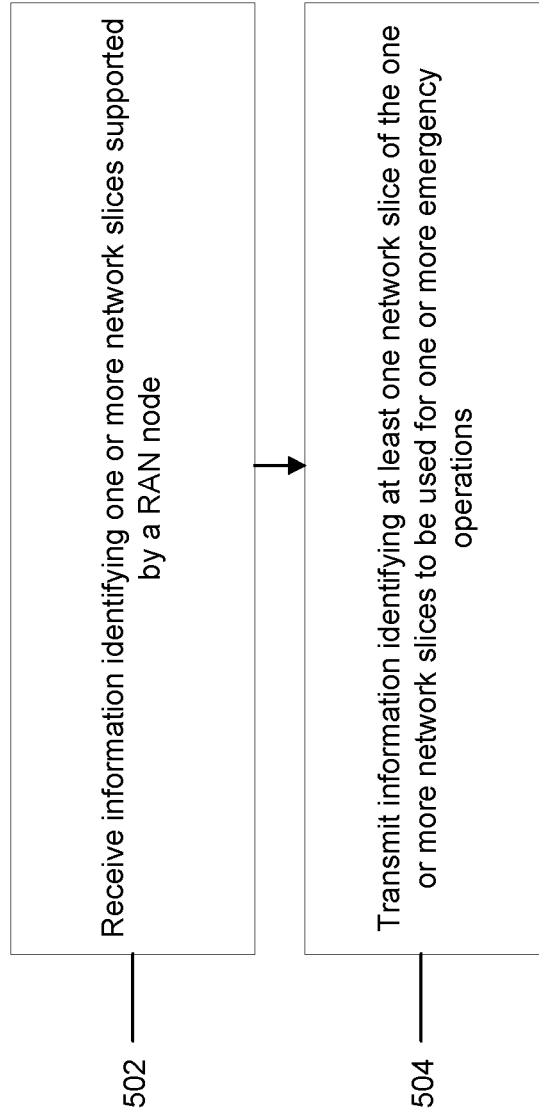 502
Receive information identifying one or more network slices supported
by a RAN node
504
Transmit information identifying at least one network slice of the one
or more network slices to be used for one or more emergency
operations